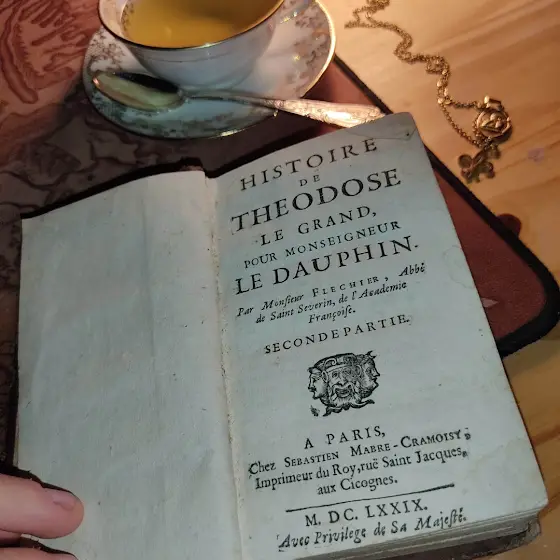 HISTOIRE
DE
THEODOSE
LE GRAND,
POUR MONSEIGNEUR
LE DAUPHIN.
Par Monsieur FLECHIER, Abbé
de Saint Severin, de l'Academie
Françoise.
SECONDE PARTIE.
A PARIS,
Chez SEBASTIEN MABRE-CRAMOISY,
Imprimeur du Roy, ruë Saint Jacques,
aux Cicognes.
M. DC. LXXIX.
Avec Privilege de Sa Majesté.